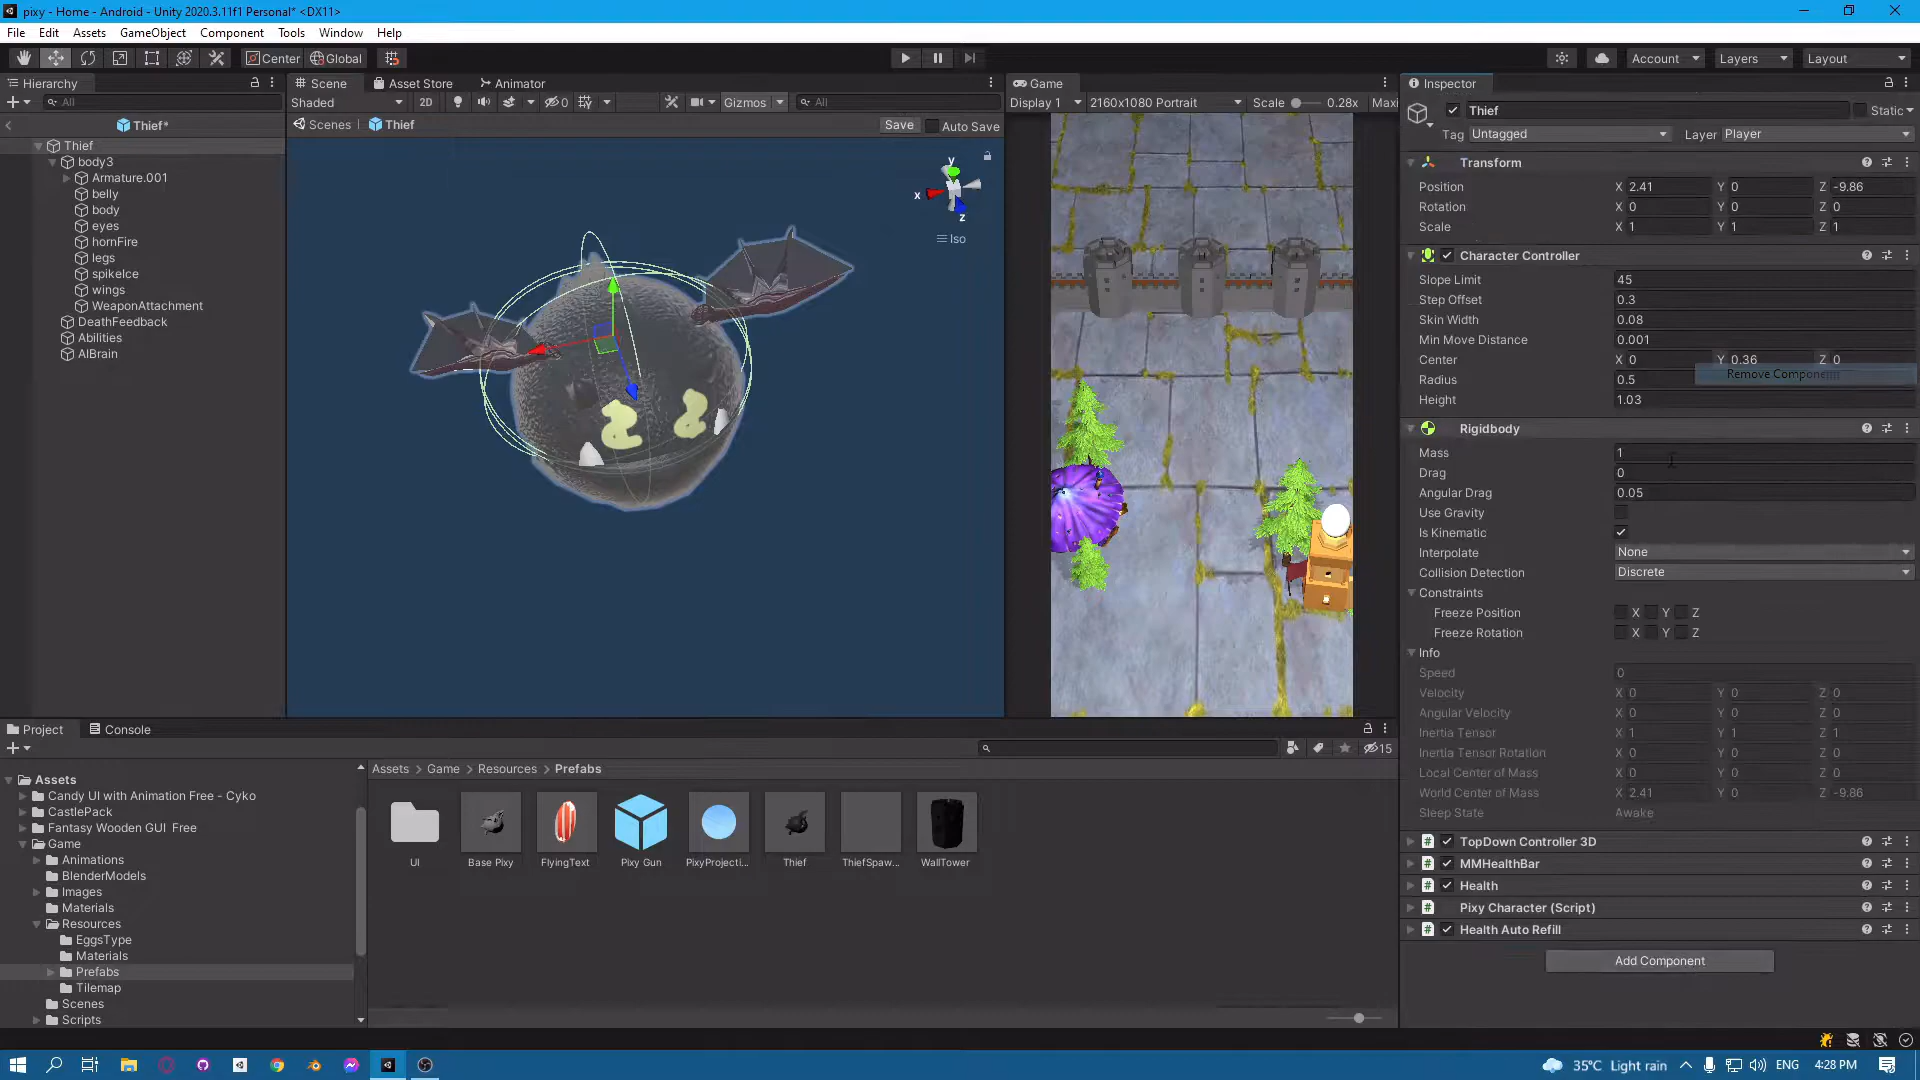 pixy - Home - Android - Unity 2020.3.11f1 Personal* <DX11>
File Edit Assets GameObject Component Tools Window Help
Center Global Account Layers Layout
Hierarchy
All
Thief*
Thief
body3
Armature.001
belly
body
eyes
hornFire
legs
spikeIce
wings
WeaponAttachment
DeathFeedback
Abilities
AIBrain
Scene Asset Store Animator
Shaded 2D 0 Gizmos All
Scenes Thief Save Auto Save
y
x
z
Iso
Game
Display 1 2160x1080 Portrait Scale 0.28x Maxi
Inspector
Thief Static
Tag Untagged Layer Player
Transform
Position X 2.41 Y 0 Z -9.86
Rotation X 0 Y 0 Z 0
Scale X 1 Y 1 Z 1
Character Controller
Slope Limit 45
Step Offset 0.3
Skin Width 0.08
Min Move Distance 0.001
Center X 0 Y 0.36 Z 0
Remove Component
Radius 0.5
Height 1.03
Rigidbody
Mass 1
Drag 0
Angular Drag 0.05
Use Gravity
Is Kinematic
Interpolate None
Collision Detection Discrete
Constraints
Freeze Position X Y Z
Freeze Rotation X Y Z
Info
Speed 0
Velocity X 0 Y 0 Z 0
Angular Velocity X 0 Y 0 Z 0
Inertia Tensor X 1 Y 1 Z 1
Inertia Tensor Rotation X 0 Y 0 Z 0
Local Center of Mass X 0 Y 0 Z 0
World Center of Mass X 2.41 Y 0 Z -9.86
Sleep State Awake
TopDown Controller 3D
MMHealthBar
Health
Pixy Character (Script)
Health Auto Refill
Add Component
Project Console
15
Assets
Candy UI with Animation Free - Cyko
CastlePack
Fantasy Wooden GUI Free
Game
Animations
BlenderModels
Images
Materials
Resources
EggsType
Materials
Prefabs
Tilemap
Scenes
Scripts
Assets > Game > Resources > Prefabs
UI Base Pixy FlyingText Pixy Gun PixyProjecti... Thief ThiefSpaw... WallTower
35°C Light rain ENG 4:28 PM